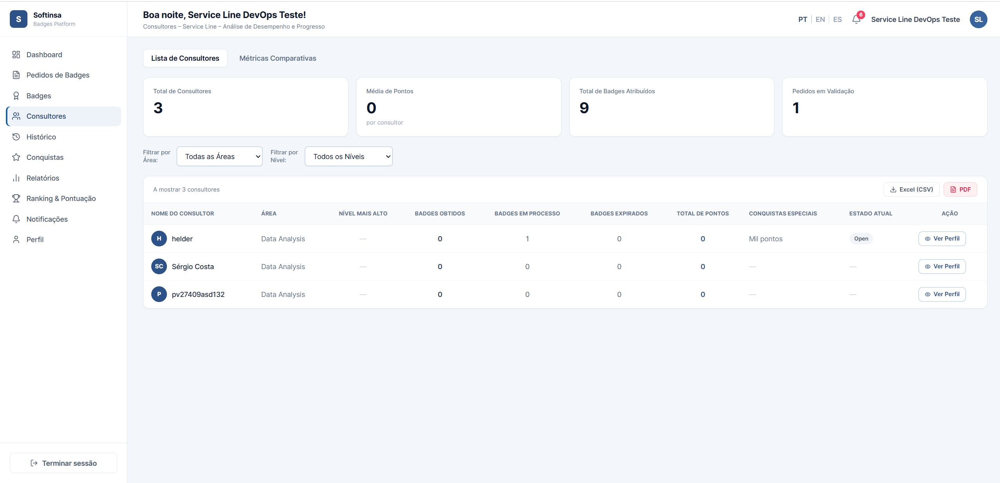 S
Softinsa
Badges Platform
Boa noite, Service Line DevOps Teste!
Consultores – Service Line – Análise de Desempenho e Progresso
PT EN ES 6 Service Line DevOps Teste SL
Dashboard
Pedidos de Badges
Badges
Consultores
Histórico
Conquistas
Relatórios
Ranking & Pontuação
Notificações
Perfil
Terminar sessão
Lista de Consultores Métricas Comparativas
Total de Consultores
3
Média de Pontos
0
por consultor
Total de Badges Atribuídos
9
Pedidos em Validação
1
Filtrar por
Área:
Todas as Áreas
Filtrar por
Nível:
Todos os Níveis
A mostrar 3 consultores Excel (CSV) PDF
NOME DO CONSULTOR ÁREA NÍVEL MAIS ALTO BADGES OBTIDOS BADGES EM PROCESSO BADGES EXPIRADOS TOTAL DE PONTOS CONQUISTAS ESPECIAIS ESTADO ATUAL AÇÃO
H helder Data Analysis — 0 1 0 0 Mil pontos Open Ver Perfil
SC Sérgio Costa Data Analysis — 0 0 0 0 — — Ver Perfil
P pv27409asd132 Data Analysis — 0 0 0 0 — — Ver Perfil